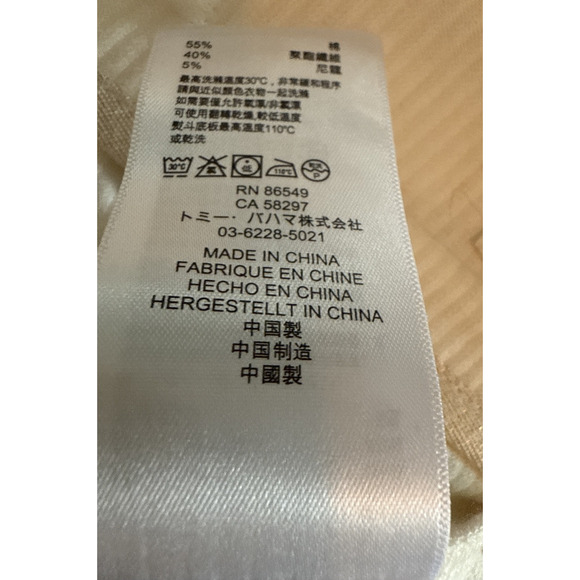 55% 棉
40% 聚酯纖維
5% 尼龍
最高洗滌溫度30°C，非常緩和程序
請與近似顏色衣物一起洗滌
如需要僅允許氧漂/非氯漂
可使用翻轉乾燥,較低溫度
熨斗底板最高溫度110°C
或乾洗
30°C 低 110°C P
RN 86549
CA 58297
トミー・バハマ株式会社
03-6228-5021
MADE IN CHINA
FABRIQUE EN CHINE
HECHO EN CHINA
HERGESTELLT IN CHINA
中国製
中国制造
中國製